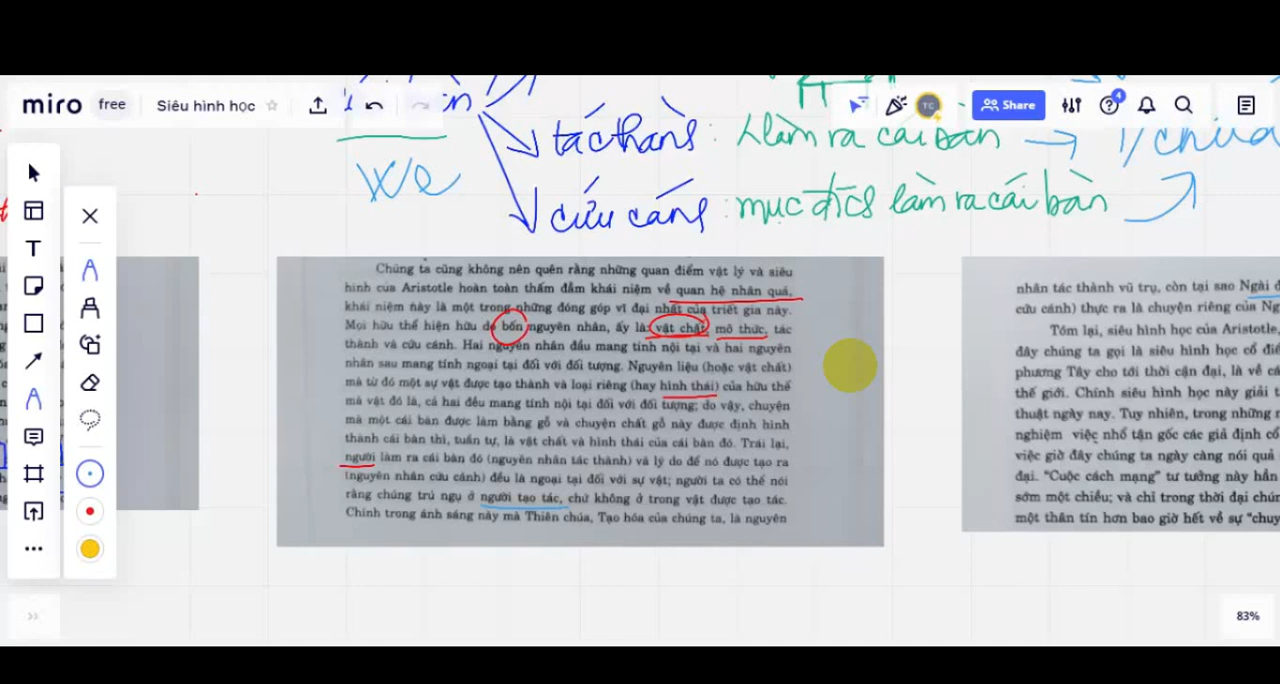 miro free Siêu hình học
Share 4
TC
tác thành: làm ra cái bàn → 1/chúa
We
cứu cáng: mục đích làm ra cái bàn
T
Chúng ta cũng không nên quên rằng những quan điểm vật lý và siêu
hình của Aristotle hoàn toàn thấm đẫm khái niệm về quan hệ nhân quả,
khái niệm này là một trong những đóng góp vĩ đại nhất của triết gia này.
Mọi hữu thể hiện hữu do bốn nguyên nhân, ấy là: vật chất, mô thức, tác
thành và cứu cánh. Hai nguyên nhân đầu mang tính nội tại và hai nguyên
nhân sau mang tính ngoại tại đối với đối tượng. Nguyên liệu (hoặc vật chất)
mà từ đó một sự vật được tạo thành và loại riêng (hay hình thái) của hữu thể
mà vật đó là, cả hai đều mang tính nội tại đối với đối tượng; do vậy, chuyện
mà một cái bàn được làm bằng gỗ và chuyện chất gỗ này được định hình
thành cái bàn thì, tuần tự, là vật chất và hình thái của cái bàn đó. Trái lại,
người làm ra cái bàn đó (nguyên nhân tác thành) và lý do để nó được tạo ra
(nguyên nhân cứu cánh) đều là ngoại tại đối với sự vật; người ta có thể nói
rằng chúng trú ngụ ở người tạo tác, chứ không ở trong vật được tạo tác.
Chính trong ánh sáng này mà Thiên chúa, Tạo hóa của chúng ta, là nguyên
nhân tác thành vũ trụ, còn tại sao Ngài
cứu cánh) thực ra là chuyện riêng của Ng
Tóm lại, siêu hình học của Aristotle,
đây chúng ta gọi là siêu hình học cổ đi
phương Tây cho tới thời cận đại, là về c
thế giới. Chính siêu hình học này giải t
thuật ngày nay. Tuy nhiên, trong những
nghiệm việc nhổ tận gốc các giả định cố
việc giờ đây chúng ta ngày càng nói quá
đại. "Cuộc cách mạng" tư tưởng này hẳn
sớm một chiều; và chỉ trong thời đại chún
một thân tín hơn bao giờ hết về sự "chuy
83%